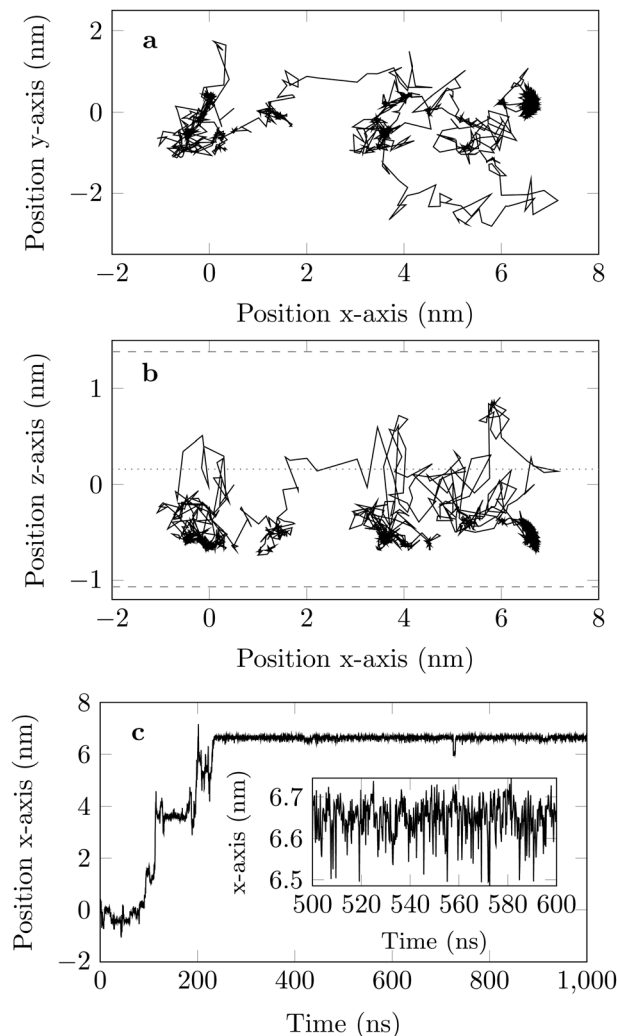 2
a
0
−2
Position y-axis (nm)
−2 0 2 4 6 8
Position x-axis (nm)
b
1
0
−1
Position z-axis (nm)
−2 0 2 4 6 8
Position x-axis (nm)
8
c
6
4
2
0
−2
Position x-axis (nm)
6.7
6.6
6.5
x-axis (nm)
500 520 540 560 580 600
Time (ns)
0 200 400 600 800 1,000
Time (ns)